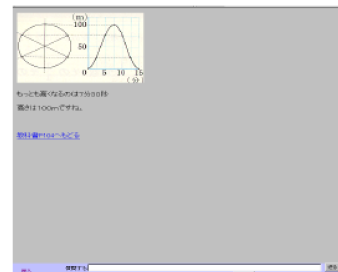 (m)
100
50
0 5 10 15
(分)
もっとも高くなるのは7分30秒
高さは100mですね。
教科書P104へもどる